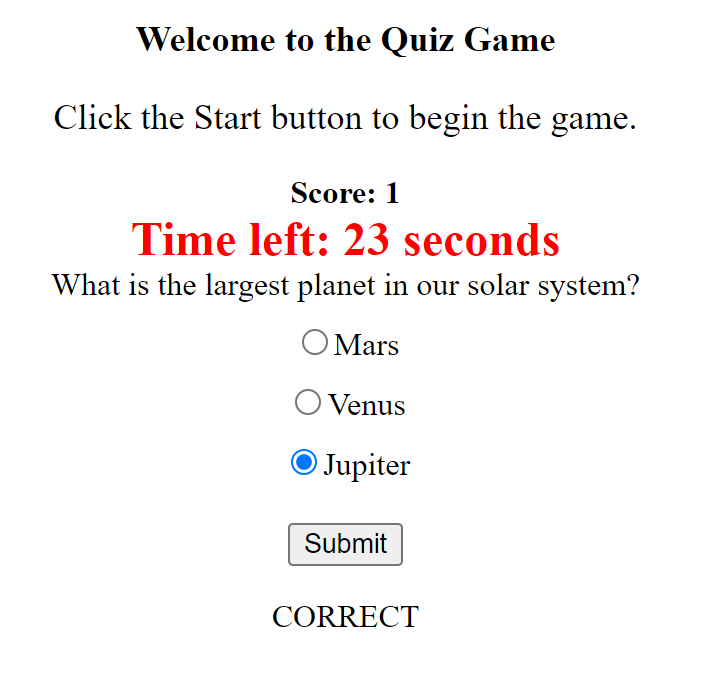 Welcome to the Quiz Game
Click the Start button to begin the game.
Score: 1
Time left: 23 seconds
What is the largest planet in our solar system?
Mars
Venus
Jupiter
Submit
CORRECT